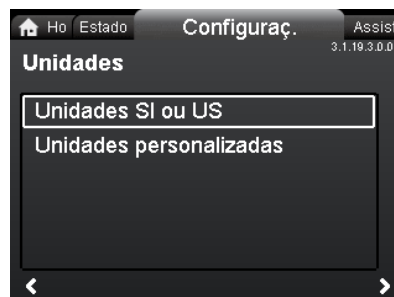 Ho Estado Configuraç. Assist
3.1.19.3.0.0
Unidades
Unidades SI ou US
Unidades personalizadas